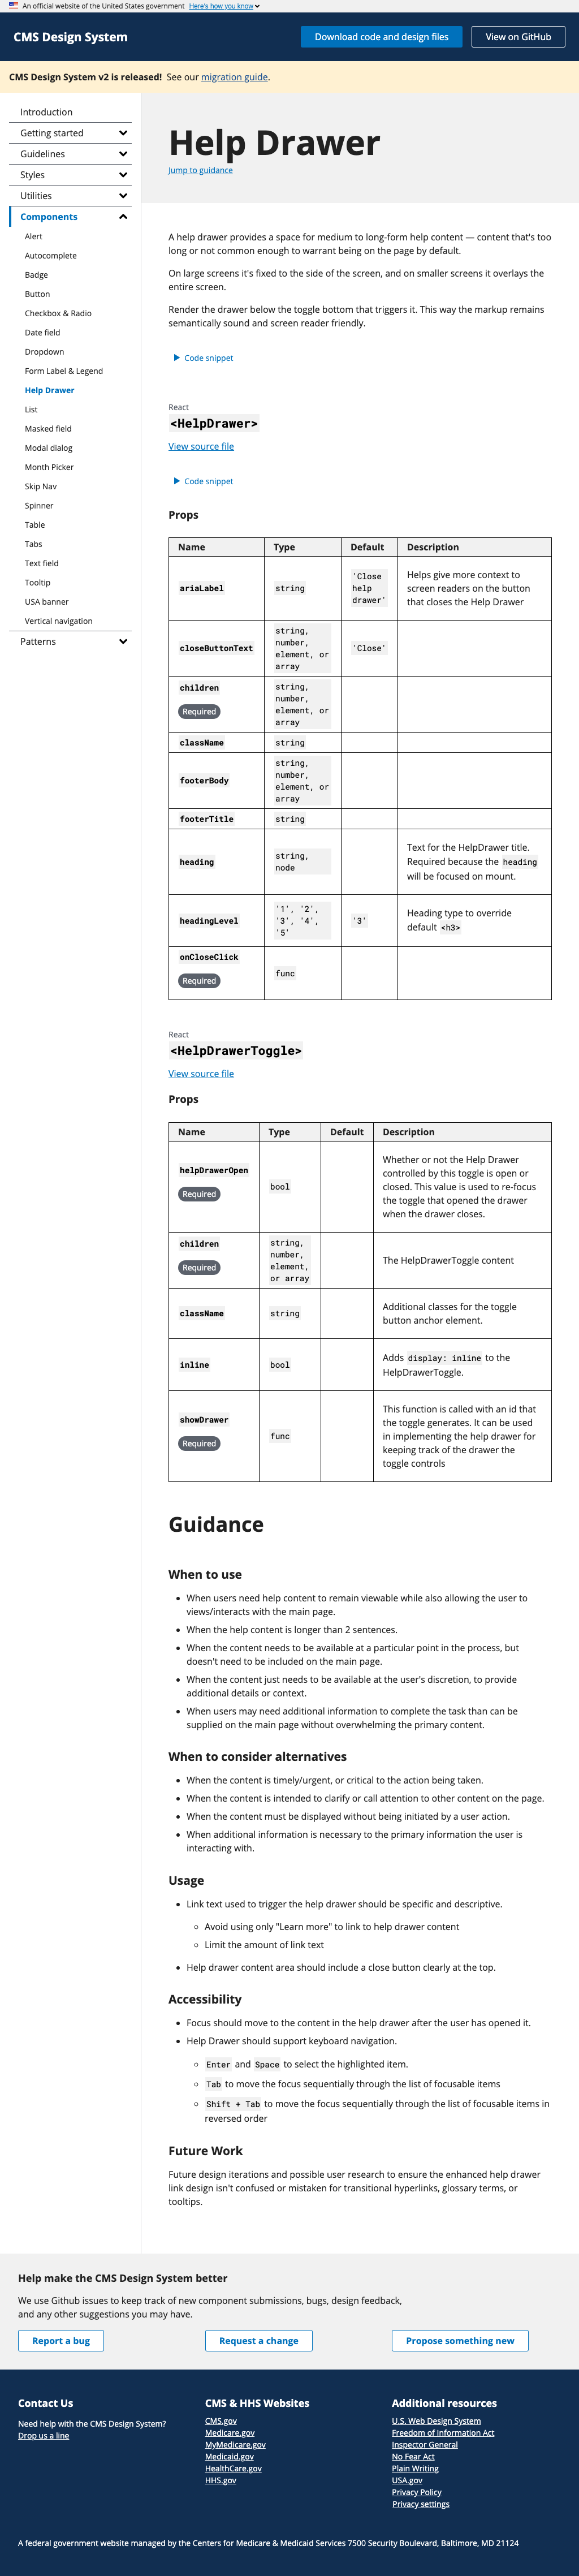 An official website of the United States government Here's how you know
CMS Design System
Download code and design files
View on GitHub
CMS Design System v2 is released! See our migration guide.
Introduction
Getting started
Guidelines
Styles
Utilities
Components
Alert
Autocomplete
Badge
Button
Checkbox & Radio
Date field
Dropdown
Form Label & Legend
Help Drawer
List
Masked field
Modal dialog
Month Picker
Skip Nav
Spinner
Table
Tabs
Text field
Tooltip
USA banner
Vertical navigation
Patterns
Help Drawer
Jump to guidance
A help drawer provides a space for medium to long-form help content — content that's too
long or not common enough to warrant being on the page by default.
On large screens it's fixed to the side of the screen, and on smaller screens it overlays the
entire screen.
Render the drawer below the toggle bottom that triggers it. This way the markup remains
semantically sound and screen reader friendly.
Code snippet
React
<HelpDrawer>
View source file
Code snippet
Props
Name Type Default Description
ariaLabel
string
'Close
help
drawer'
Helps give more context to
screen readers on the button
that closes the Help Drawer
closeButtonText
string,
number,
element, or
array
'Close'
children
Required
string,
number,
element, or
array
className
string
footerBody
string,
number,
element, or
array
footerTitle
string
heading
string,
node
Text for the HelpDrawer title.
Required because the heading
will be focused on mount.
headingLevel
'1', '2',
'3', '4',
'5'
'3'
Heading type to override
default <h3>
onCloseClick
Required
func
React
<HelpDrawerToggle>
View source file
Props
Name Type Default Description
helpDrawerOpen
Required
bool
Whether or not the Help Drawer
controlled by this toggle is open or
closed. This value is used to re-focus
the toggle that opened the drawer
when the drawer closes.
children
Required
string,
number,
element,
or array
The HelpDrawerToggle content
className
string
Additional classes for the toggle
button anchor element.
inline
bool
Adds display: inline to the
HelpDrawerToggle.
showDrawer
Required
func
This function is called with an id that
the toggle generates. It can be used
in implementing the help drawer for
keeping track of the drawer the
toggle controls
Guidance
When to use
• When users need help content to remain viewable while also allowing the user to
views/interacts with the main page.
• When the help content is longer than 2 sentences.
• When the content needs to be available at a particular point in the process, but
doesn't need to be included on the main page.
• When the content just needs to be available at the user's discretion, to provide
additional details or context.
• When users may need additional information to complete the task than can be
supplied on the main page without overwhelming the primary content.
When to consider alternatives
• When the content is timely/urgent, or critical to the action being taken.
• When the content is intended to clarify or call attention to other content on the page.
• When the content must be displayed without being initiated by a user action.
• When additional information is necessary to the primary information the user is
interacting with.
Usage
• Link text used to trigger the help drawer should be specific and descriptive.
◦ Avoid using only "Learn more" to link to help drawer content
◦ Limit the amount of link text
• Help drawer content area should include a close button clearly at the top.
Accessibility
• Focus should move to the content in the help drawer after the user has opened it.
• Help Drawer should support keyboard navigation.
◦ Enter and Space to select the highlighted item.
◦ Tab to move the focus sequentially through the list of focusable items
◦ Shift + Tab to move the focus sequentially through the list of focusable items in
reversed order
Future Work
Future design iterations and possible user research to ensure the enhanced help drawer
link design isn't confused or mistaken for transitional hyperlinks, glossary terms, or
tooltips.
Help make the CMS Design System better
We use Github issues to keep track of new component submissions, bugs, design feedback,
and any other suggestions you may have.
Report a bug
Request a change
Propose something new
Contact Us
Need help with the CMS Design System?
Drop us a line
CMS & HHS Websites
CMS.gov
Medicare.gov
MyMedicare.gov
Medicaid.gov
HealthCare.gov
HHS.gov
Additional resources
U.S. Web Design System
Freedom of Information Act
Inspector General
No Fear Act
Plain Writing
USA.gov
Privacy Policy
Privacy settings
A federal government website managed by the Centers for Medicare & Medicaid Services 7500 Security Boulevard, Baltimore, MD 21124